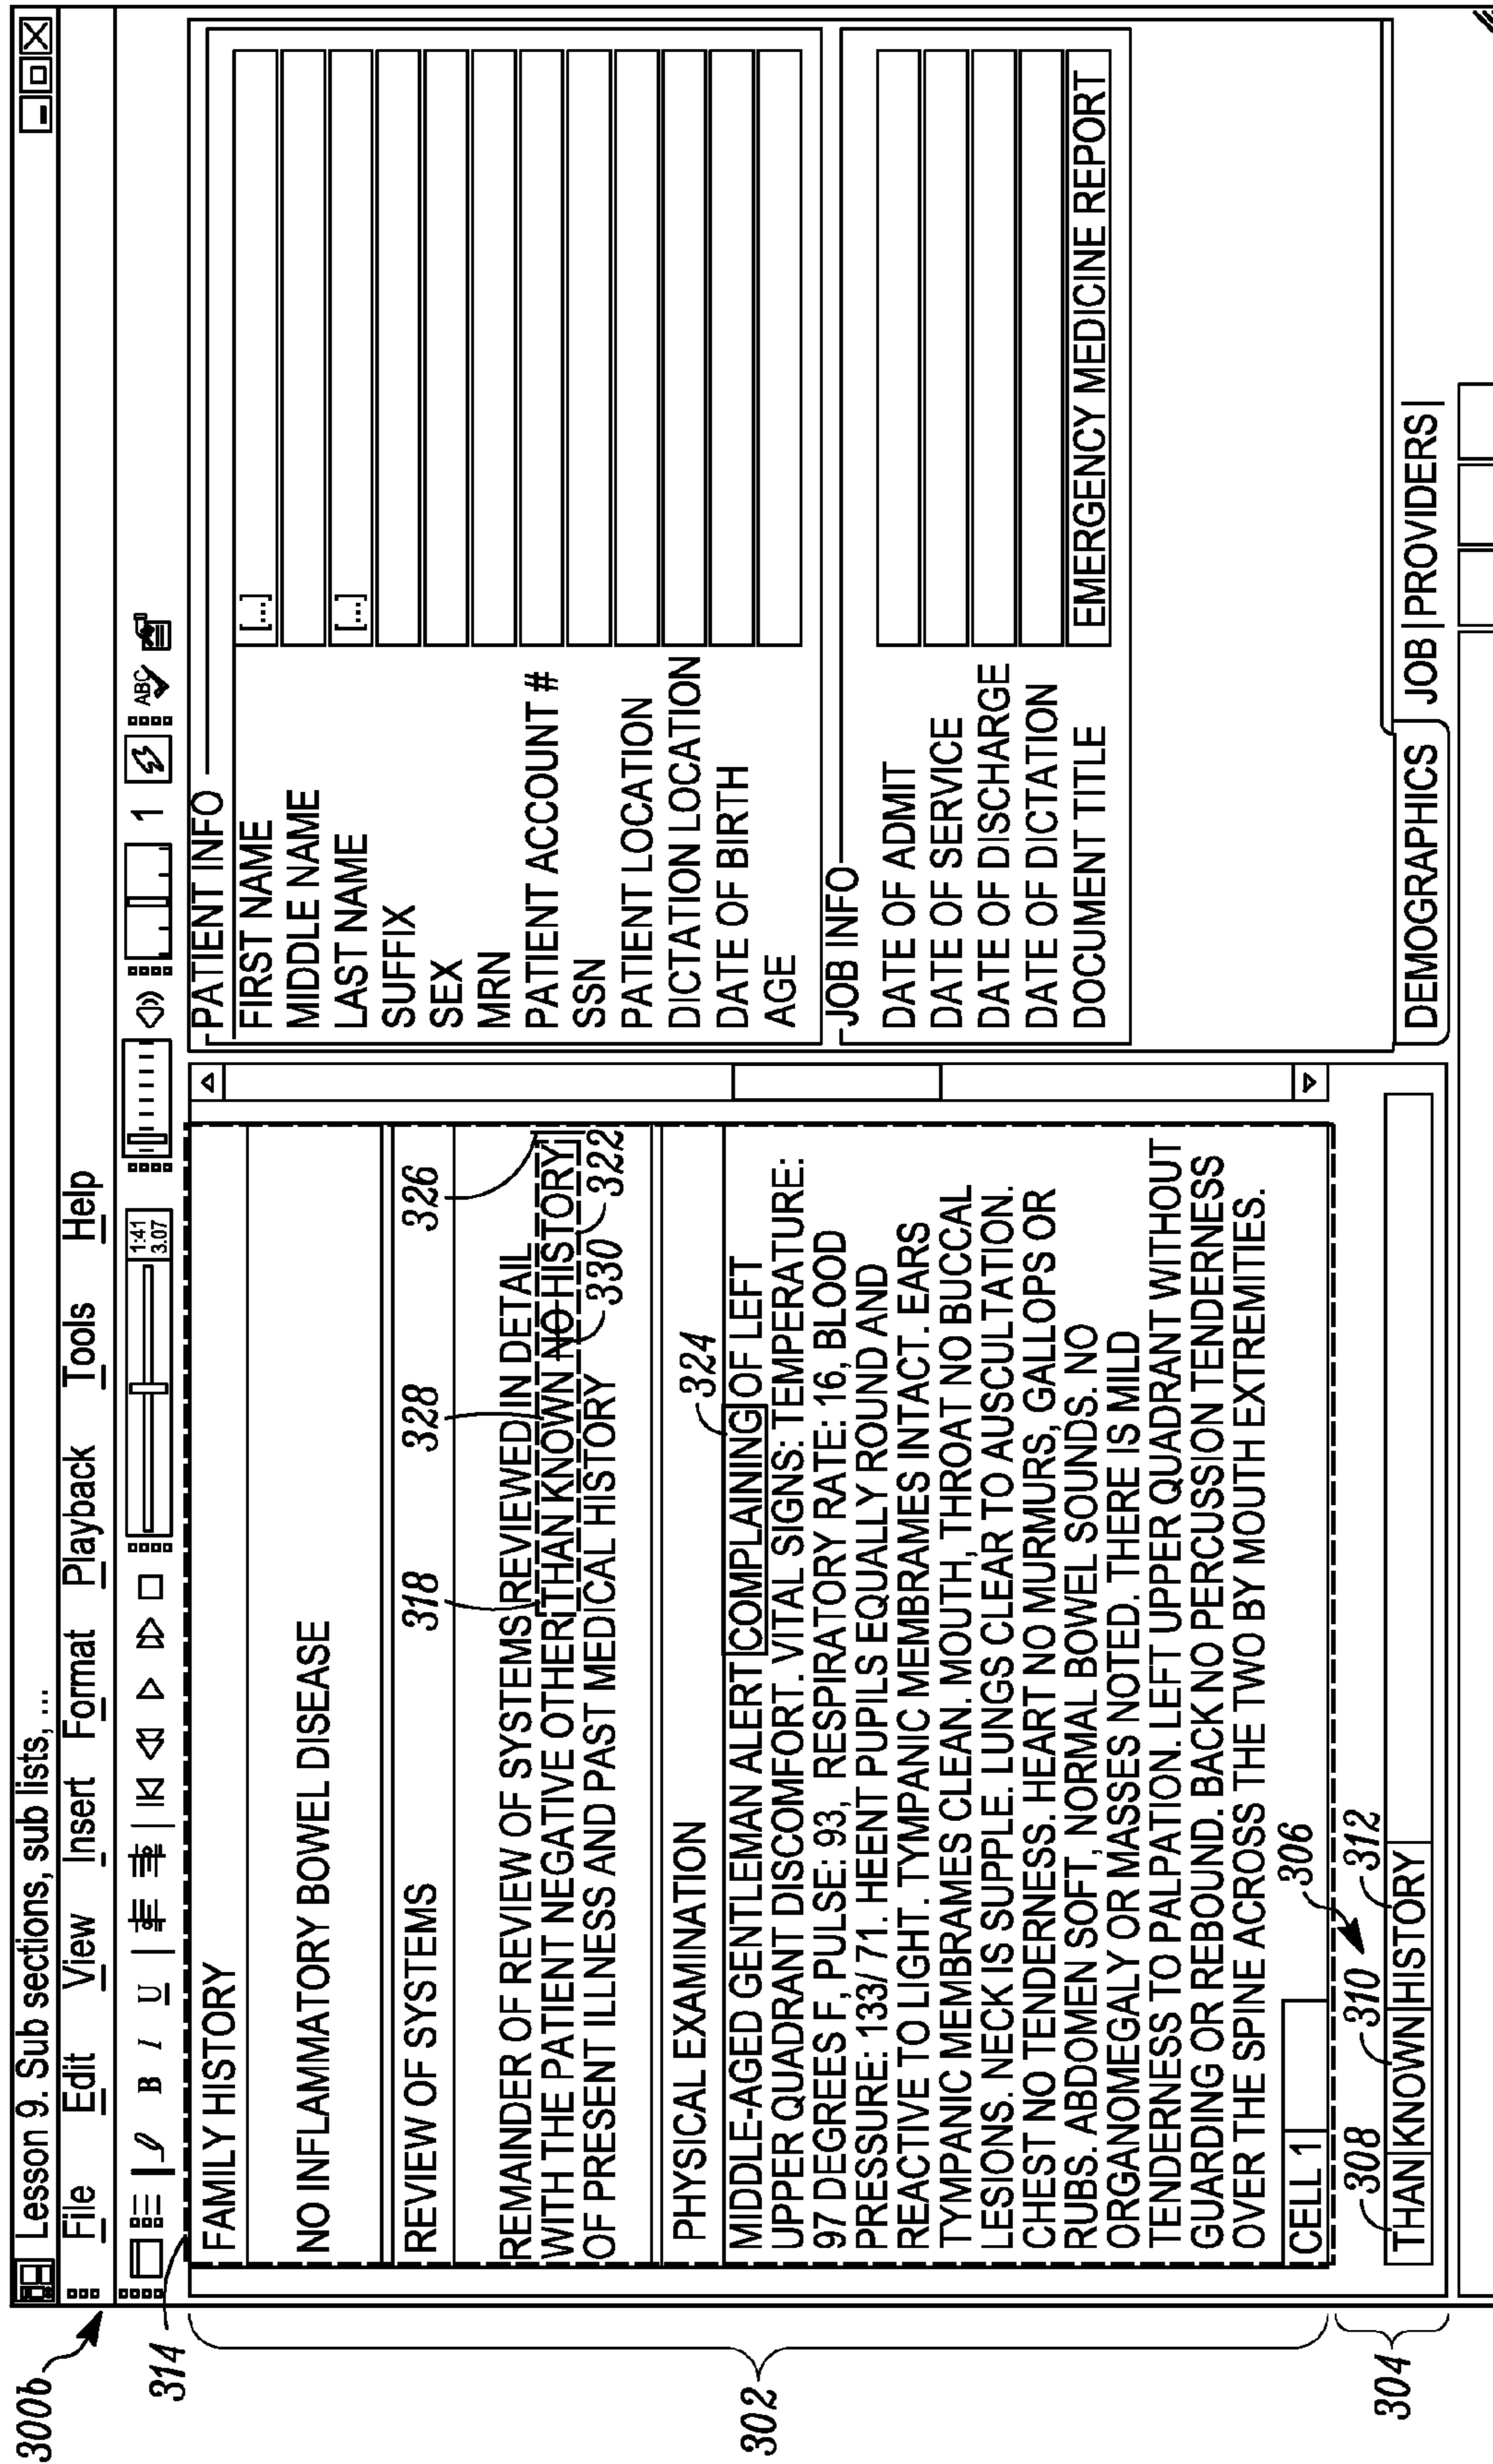 300b
Lesson 9. Sub sections, sub lists, ...
File Edit View Insert Format Playback Tools Help
B I U 1:41 3.07 1 ABC
314
FAMILY HISTORY
NO INFLAMMATORY BOWEL DISEASE
REVIEW OF SYSTEMS
318 328 326
REMAINDER OF REVIEW OF SYSTEMS REVIEWED IN DETAIL
WITH THE PATIENT NEGATIVE OTHER THAN KNOWN NO HISTORY
OF PRESENT ILLNESS AND PAST MEDICAL HISTORY
330 322
PHYSICAL EXAMINATION
324
MIDDLE-AGED GENTLEMAN ALERT COMPLAINING OF LEFT
UPPER QUADRANT DISCOMFORT. VITAL SIGNS: TEMPERATURE:
97 DEGREES F, PULSE: 93, RESPIRATORY RATE: 16, BLOOD
PRESSURE: 133/71. HEENT PUPILS EQUALLY ROUND AND
REACTIVE TO LIGHT. TYMPANIC MEMBRAMES INTACT. EARS
TYMPANIC MEMBRAMES CLEAN. MOUTH, THROAT NO BUCCAL
LESIONS. NECK IS SUPPLE. LUNGS CLEAR TO AUSCULTATION.
CHEST NO TENDERNESS. HEART NO MURMURS, GALLOPS OR
RUBS. ABDOMEN SOFT, NORMAL BOWEL SOUNDS. NO
ORGANOMEGALY OR MASSES NOTED. THERE IS MILD
TENDERNESS TO PALPATION. LEFT UPPER QUADRANT WITHOUT
GUARDING OR REBOUND. BACK NO PERCUSSION TENDERNESS
OVER THE SPINE ACROSS THE TWO BY MOUTH EXTREMITIES.
CELL 1
302
306
308 310 312
THAN KNOWN HISTORY
304
PATIENT INFO
FIRST NAME [...]
MIDDLE NAME
LAST NAME [...]
SUFFIX
SEX
MRN
PATIENT ACCOUNT #
SSN
PATIENT LOCATION
DICTATION LOCATION
DATE OF BIRTH
AGE
JOB INFO
DATE OF ADMIT
DATE OF SERVICE
DATE OF DISCHARGE
DATE OF DICTATION
DOCUMENT TITLE EMERGENCY MEDICINE REPORT
DEMOGRAPHICS JOB | PROVIDERS |